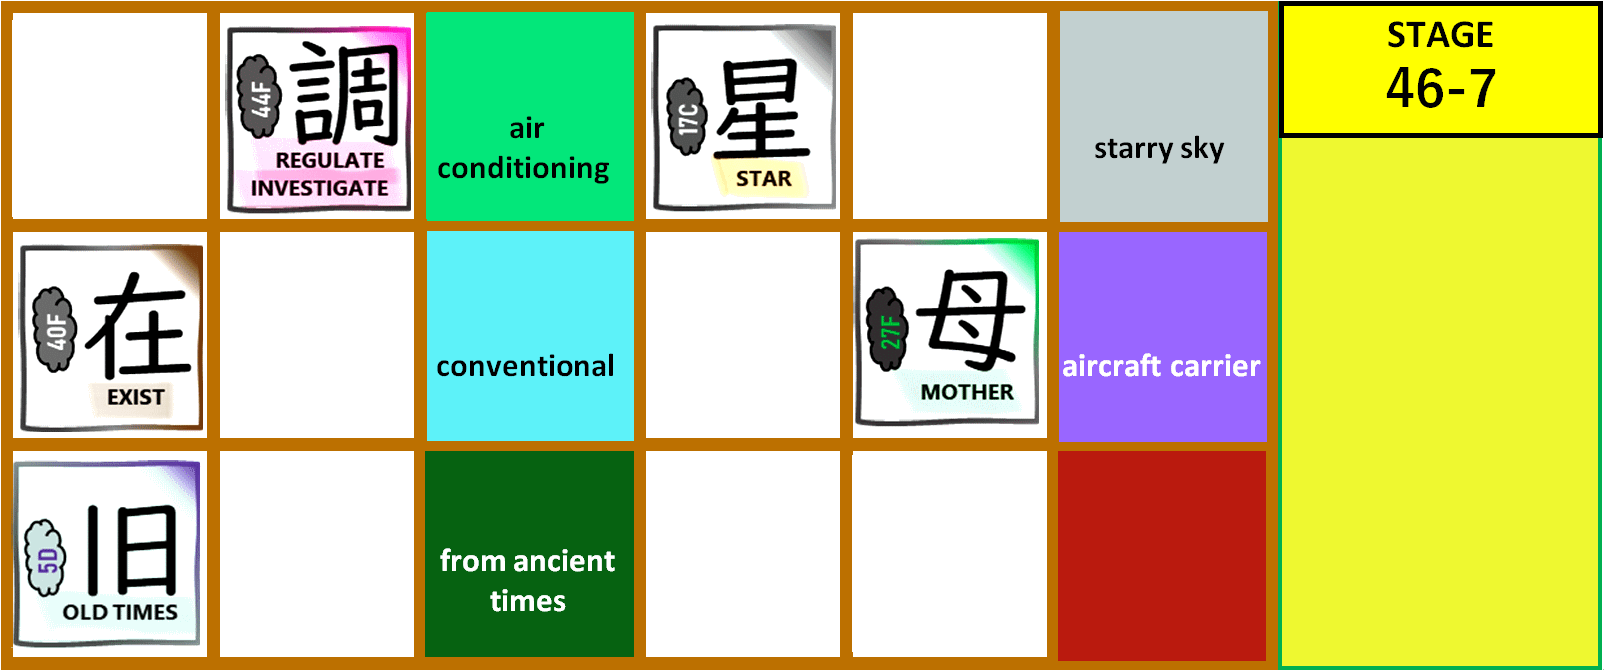 44F
調
REGULATE
INVESTIGATE
air
conditioning
17C
星
STAR
starry sky
STAGE
46-7
40F
在
EXIST
conventional
27F
母
MOTHER
aircraft carrier
5D
旧
OLD TIMES
from ancient
times